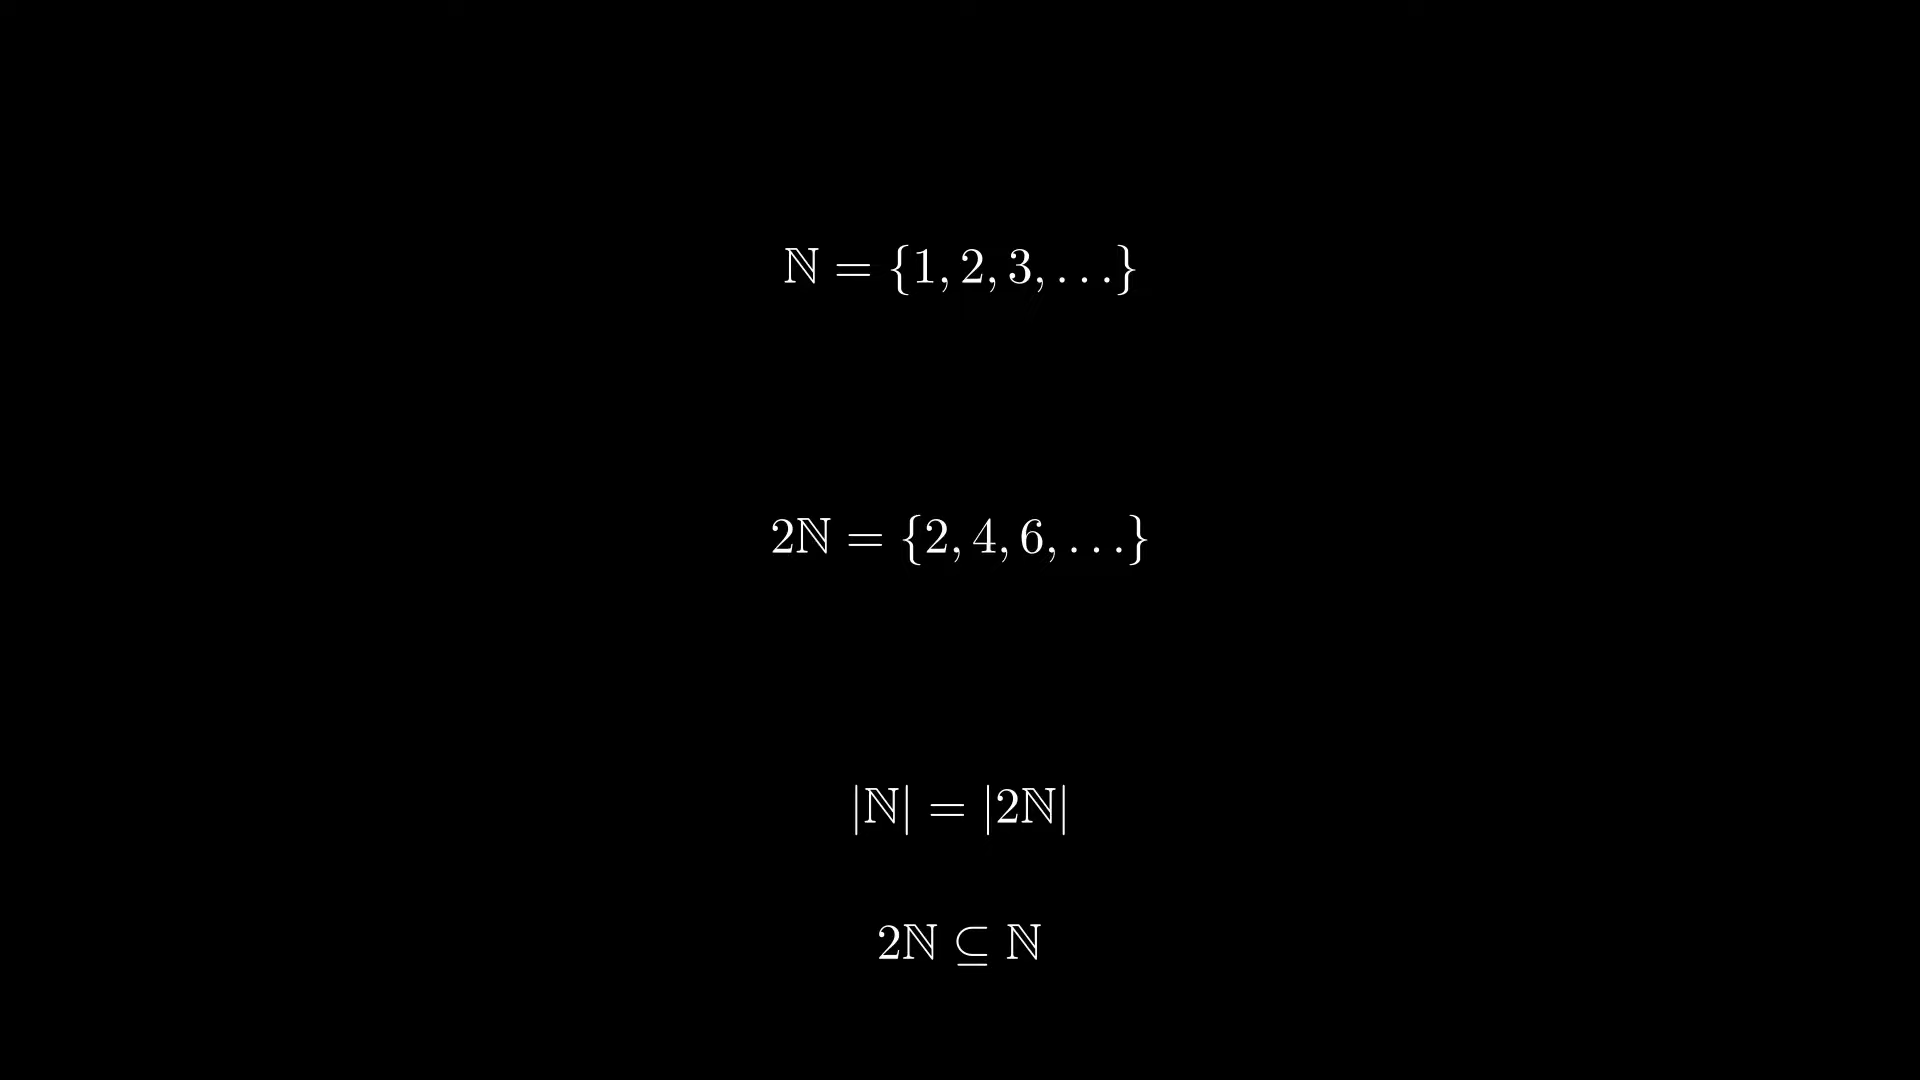 ℕ = {1, 2, 3, …}
2ℕ = {2, 4, 6, …}
|ℕ| = |2ℕ|
2ℕ ⊆ ℕ